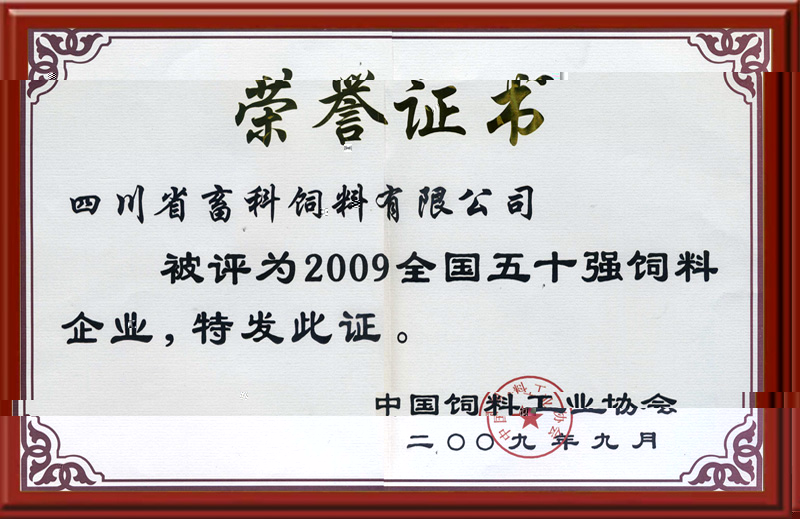 荣誉证书
四川省畜科饲料有限公司
被评为2009全国五十强饲料
企业，特发此证。
中国饲料工业协会
二〇〇九年九月